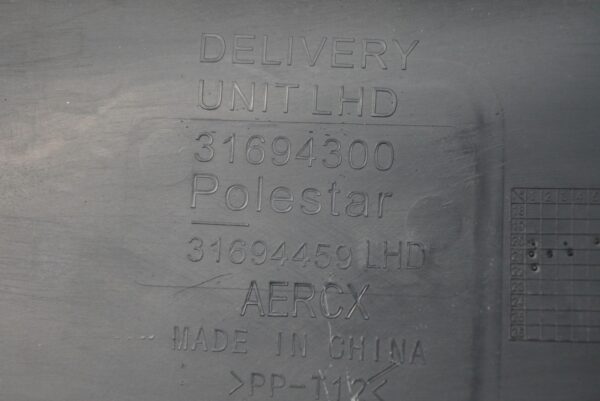 DELIVERY
UNIT LHD
31694300
Polestar
31694459 LHD
AERCX
MADE IN CHINA
>PP-T12<